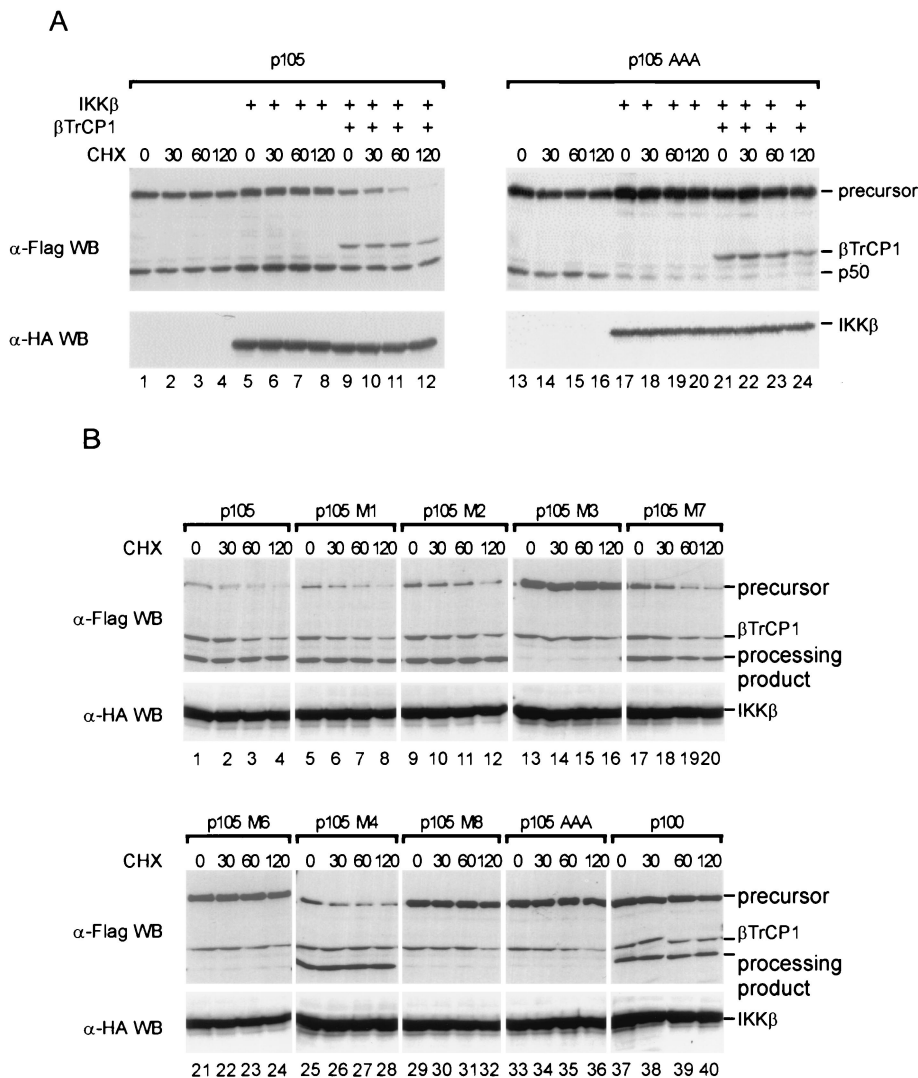 A
p105
p105 AAA
IKKβ + + + + + + + + + + + + + + + +
βTrCP1 + + + + + + + +
CHX 0 30 60 120 0 30 60 120 0 30 60 120 0 30 60 120 0 30 60 120 0 30 60 120
precursor
α-Flag WB
βTrCP1
p50
α-HA WB
IKKβ
1 2 3 4 5 6 7 8 9 10 11 12 13 14 15 16 17 18 19 20 21 22 23 24
B
p105 p105 M1 p105 M2 p105 M3 p105 M7
CHX 0 30 60 120 0 30 60 120 0 30 60 120 0 30 60 120 0 30 60 120
precursor
α-Flag WB
βTrCP1
processing
product
α-HA WB
IKKβ
1 2 3 4 5 6 7 8 9 10 11 12 13 14 15 16 17 18 19 20
p105 M6 p105 M4 p105 M8 p105 AAA p100
CHX 0 30 60 120 0 30 60 120 0 30 60 120 0 30 60 120 0 30 60 120
precursor
α-Flag WB
βTrCP1
processing
product
α-HA WB
IKKβ
21 22 23 24 25 26 27 28 29 30 31 32 33 34 35 36 37 38 39 40